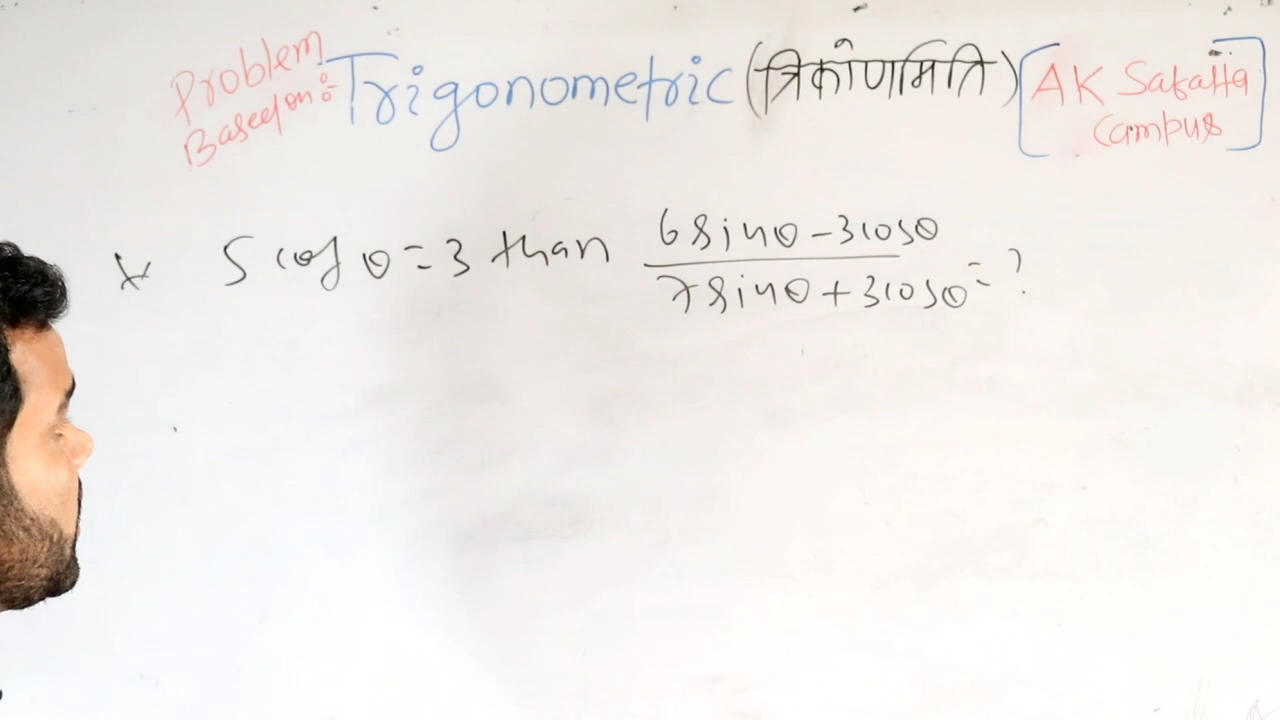 Problem
Based on :- Trigonometric (त्रिकोणमिति) [AK Safalta
Campus]
* 5 cot θ = 3 than 6 sin θ - 3 cos θ / 7 sin θ + 3 cos θ = ?